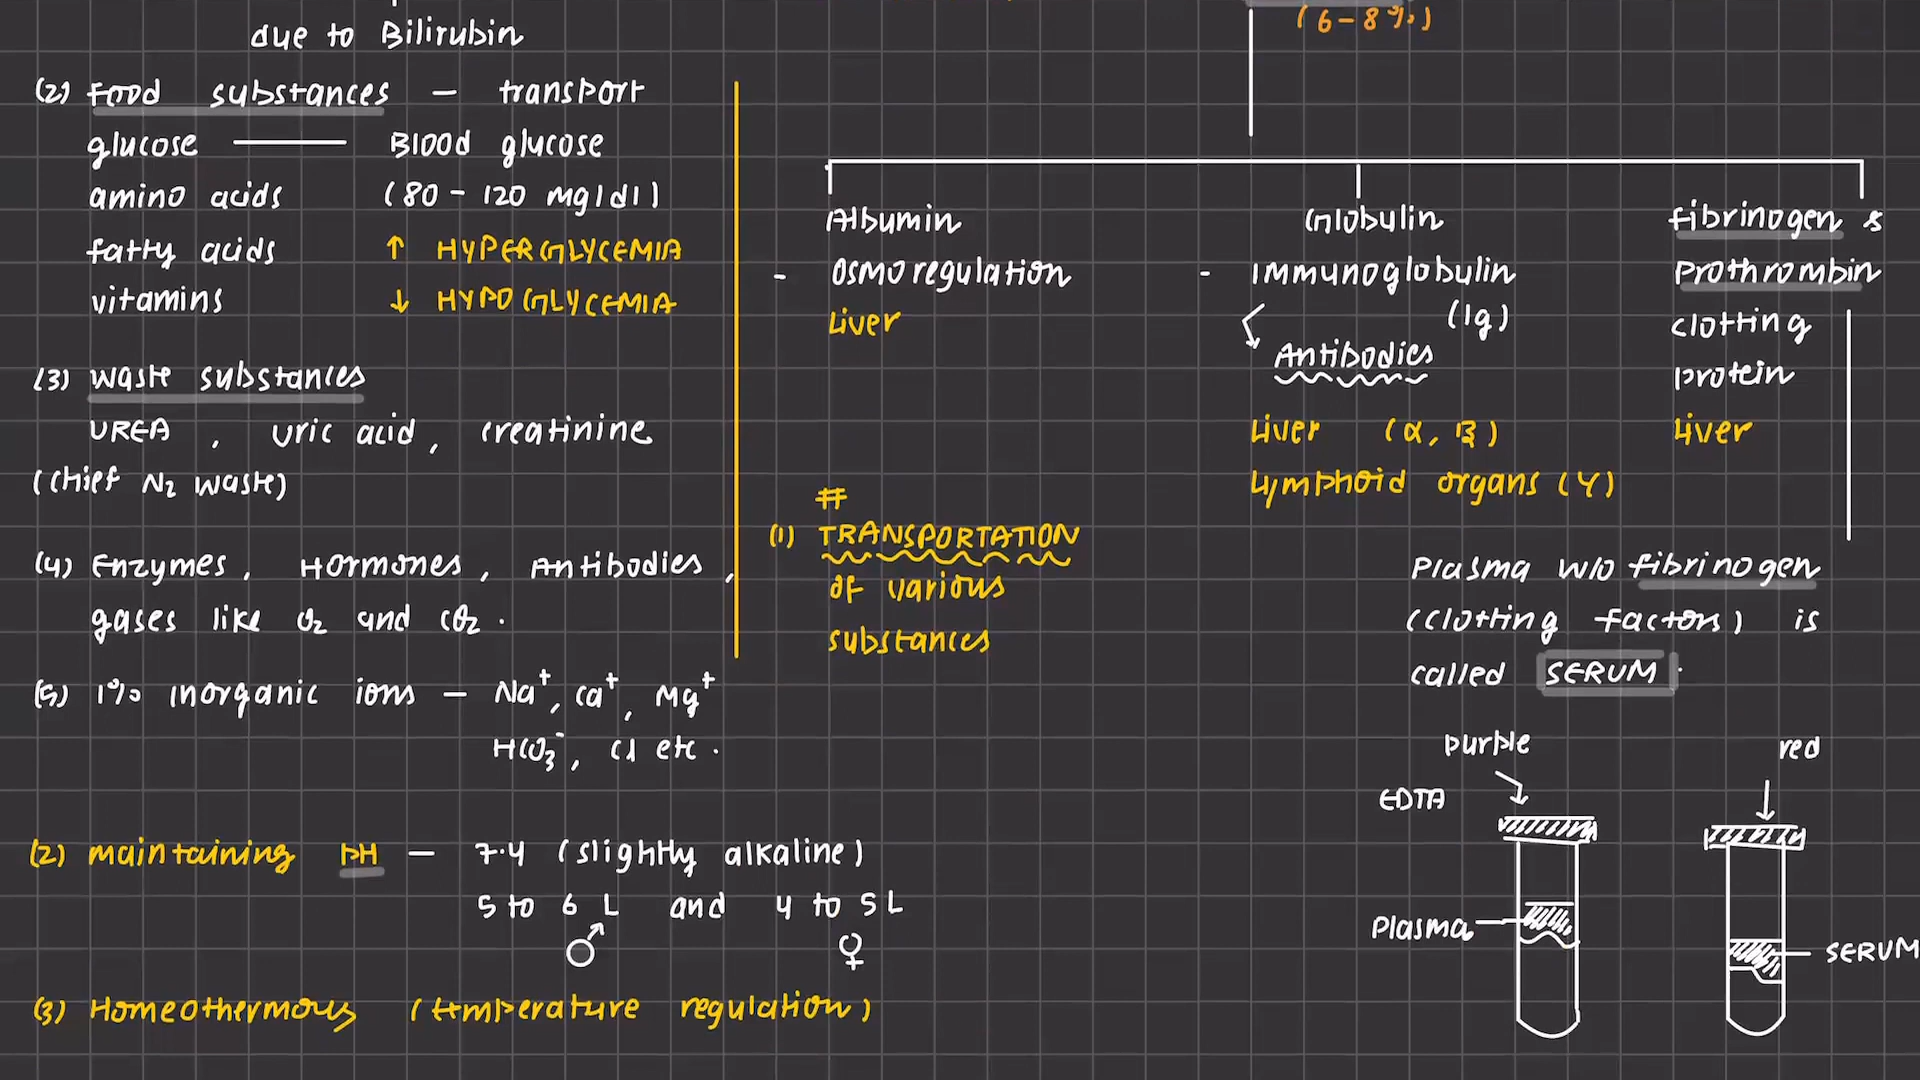 due to Bilirubin
(2) Food substances – transport
glucose —— Blood glucose
amino acids (80 - 120 mg/dl)
fatty acids ↑ HYPERGLYCEMIA
vitamins ↓ HYPOGLYCEMIA
(3) waste substances
UREA , uric acid, creatinine
(chief N2 waste)
(4) Enzymes, Hormones, Antibodies,
gases like O2 and CO2.
(5) 1% inorganic ions – Na+, Ca+, Mg+
HCO3-, Cl etc.
(6-8%)
Albumin
- Osmoregulation
Liver
Globulin
- Immunoglobulin
(Ig)
Antibodies
Liver (α, β)
Lymphoid organs (γ)
fibrinogen &
Prothrombin
clotting
protein
Liver
#
(1) TRANSPORTATION
of various
substances
Plasma w/o fibrinogen
(clotting factors) is
called SERUM.
purple
EDTA
Plasma
red
SERUM
(2) maintaining pH – 7.4 (slightly alkaline)
5 to 6 L and 4 to 5 L
♂ ♀
(3) Homeothermous (temperature regulation)